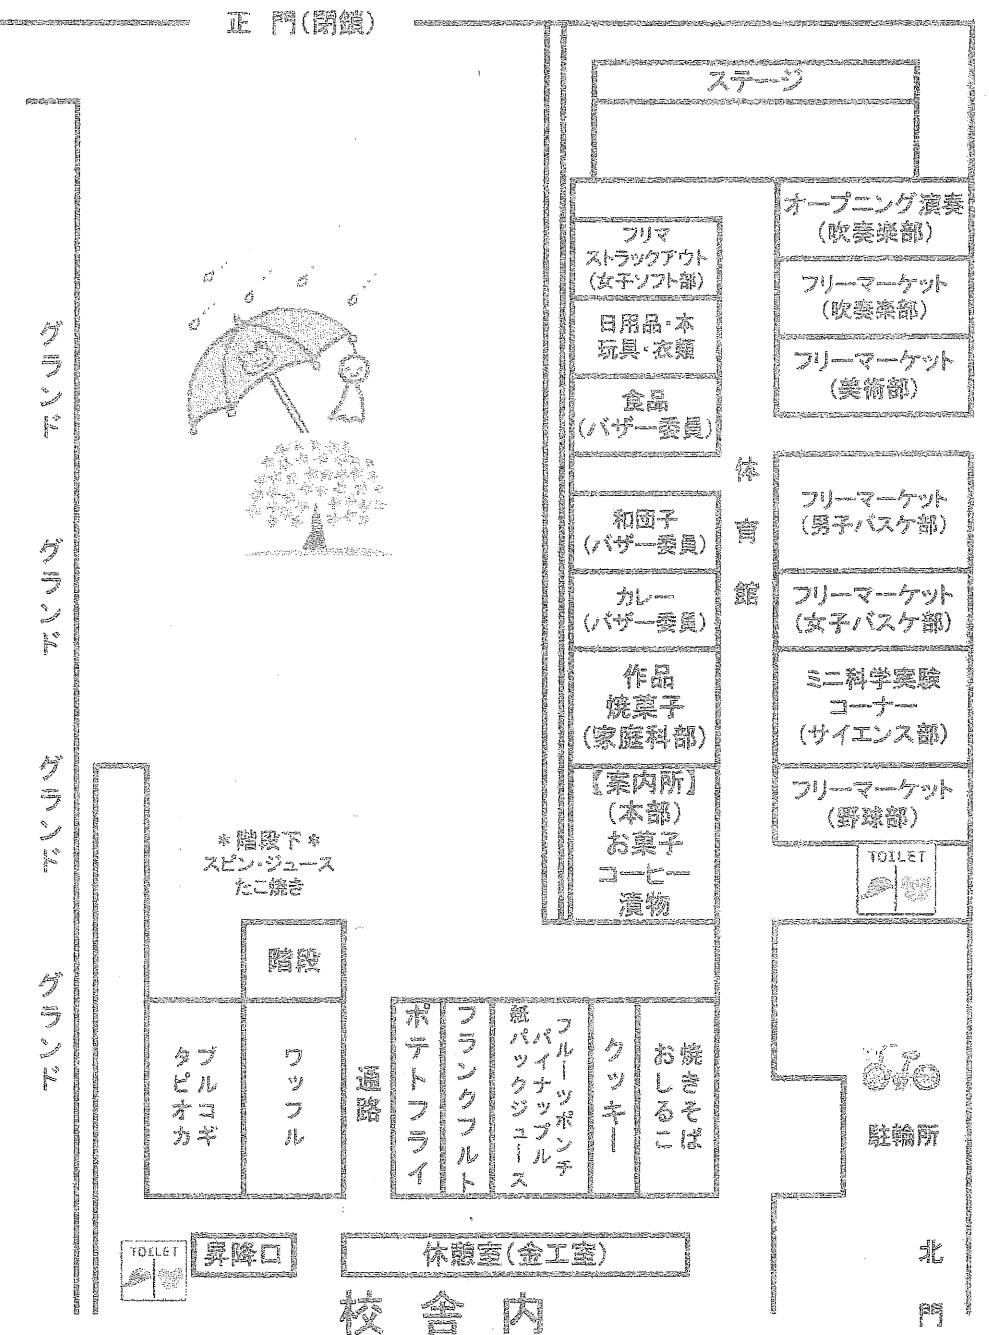 正 門(閉鎖)
ステージ
オープニング演奏
(吹奏楽部)
フリマ
ストラックアウト
(女子ソフト部)
フリーマーケット
(吹奏楽部)
日用品・本
玩具・衣類
フリーマーケット
(美術部)
食品
(バザー委員)
体育館
フリーマーケット
(男子バスケ部)
和団子
(バザー委員)
カレー
(バザー委員)
フリーマーケット
(女子バスケ部)
作品
焼菓子
(家庭科部)
ミニ科学実験
コーナー
(サイエンス部)
【案内所】
(本部)
お菓子
コーヒー
漬物
フリーマーケット
(野球部)
TOILET
グランド
グランド
グランド
グランド
*階段下*
スピン・ジュース
たこ焼き
階段
ブルコギ
タピオカ
ワッフル
通路
ポテトフライ
フランクフルト
フルーツポンチ
パイナップル
紙パックジュース
クッキー
焼きそば
おしるこ
駐輪所
TOILET
昇降口
休憩室(金工室)
校 舎 内
北門